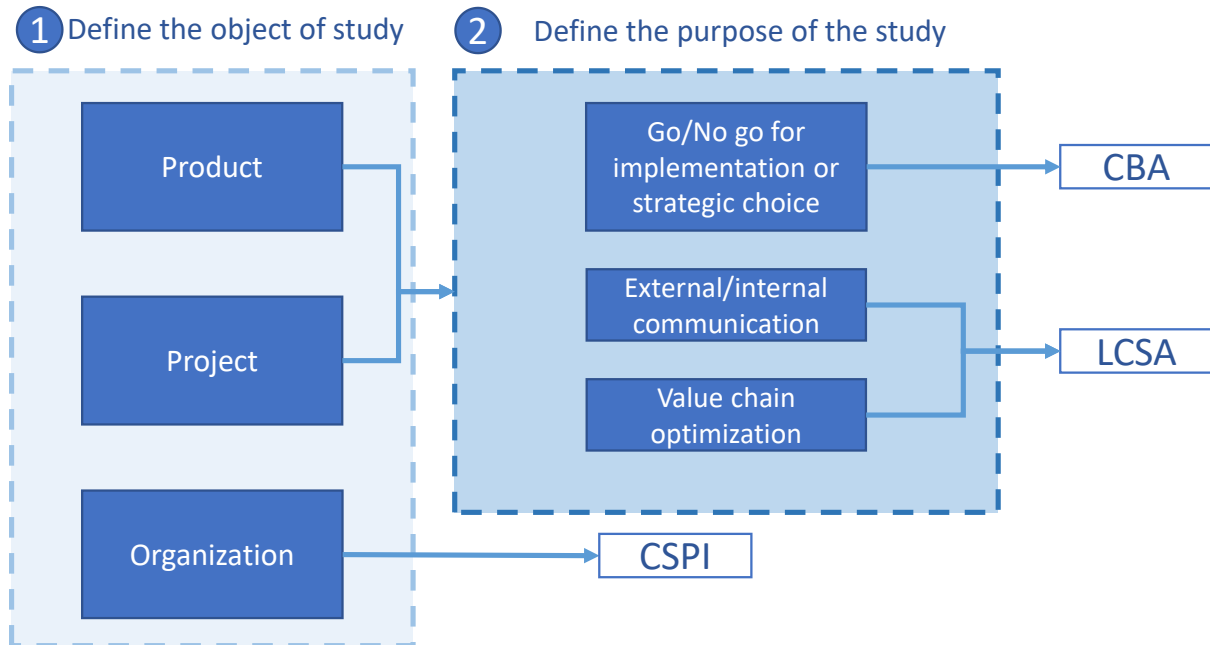 1 Define the object of study
2 Define the purpose of the study
Product
Project
Organization
Go/No go for
implementation or
strategic choice
External/internal
communication
Value chain
optimization
CBA
LCSA
CSPI